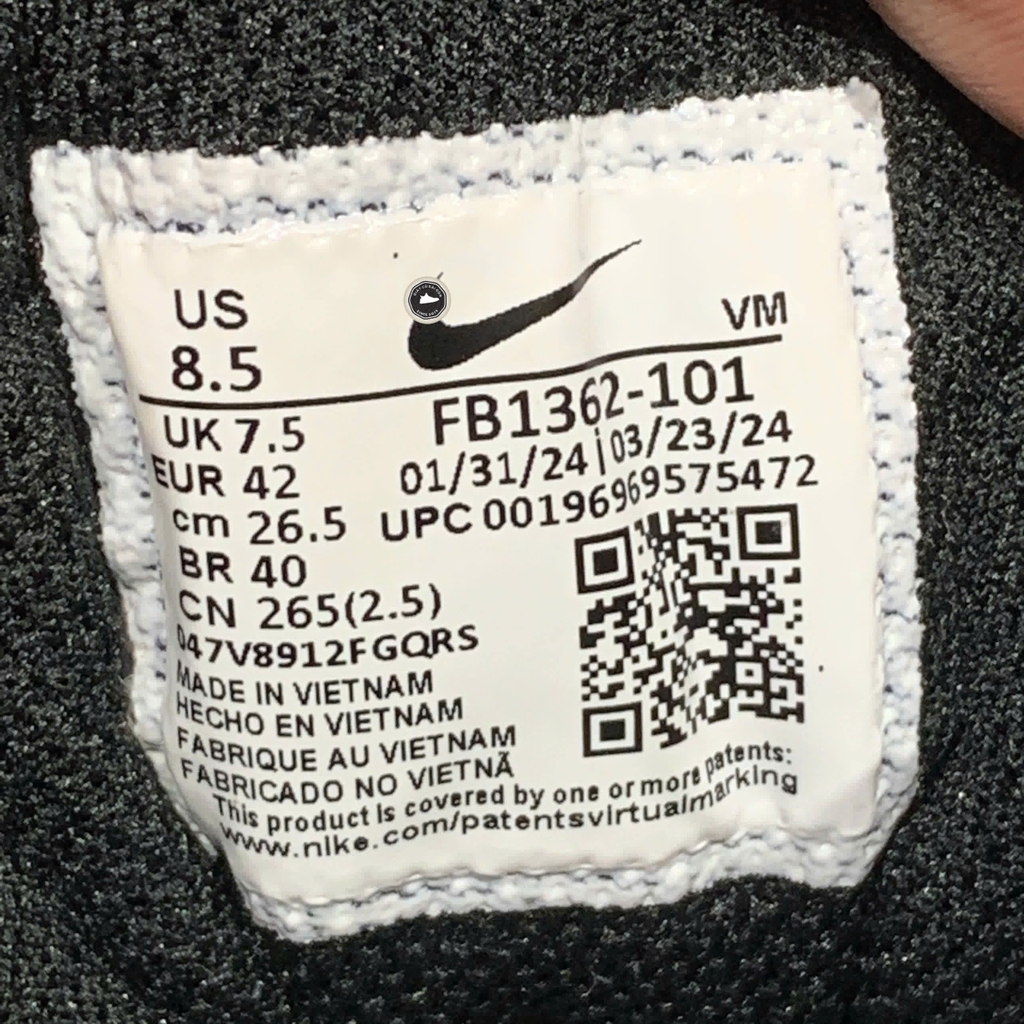 US
8.5
VM
UK 7.5
EUR 42
cm 26.5
BR 40
CN 265(2.5)
FB1362-101
01/31/24|03/23/24
UPC 00196969575472
047V8912FGQRS
MADE IN VIETNAM
HECHO EN VIETNAM
FABRIQUE AU VIETNAM
FABRICADO NO VIETNÃ
This product is covered by one or more patents:
www.nike.com/patentsvirtualmarking